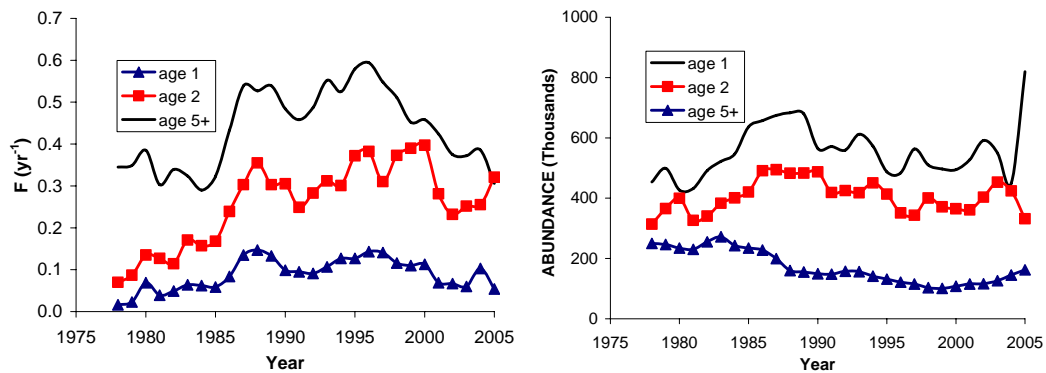 0.7
0.6
0.5
0.4
0.3
0.2
0.1
0.0
F (yr-1)
age 1
age 2
age 5+
1975 1980 1985 1990 1995 2000 2005
Year
1000
800
600
400
200
0
ABUNDANCE (Thousands)
age 1
age 2
age 5+
1975 1980 1985 1990 1995 2000 2005
Year